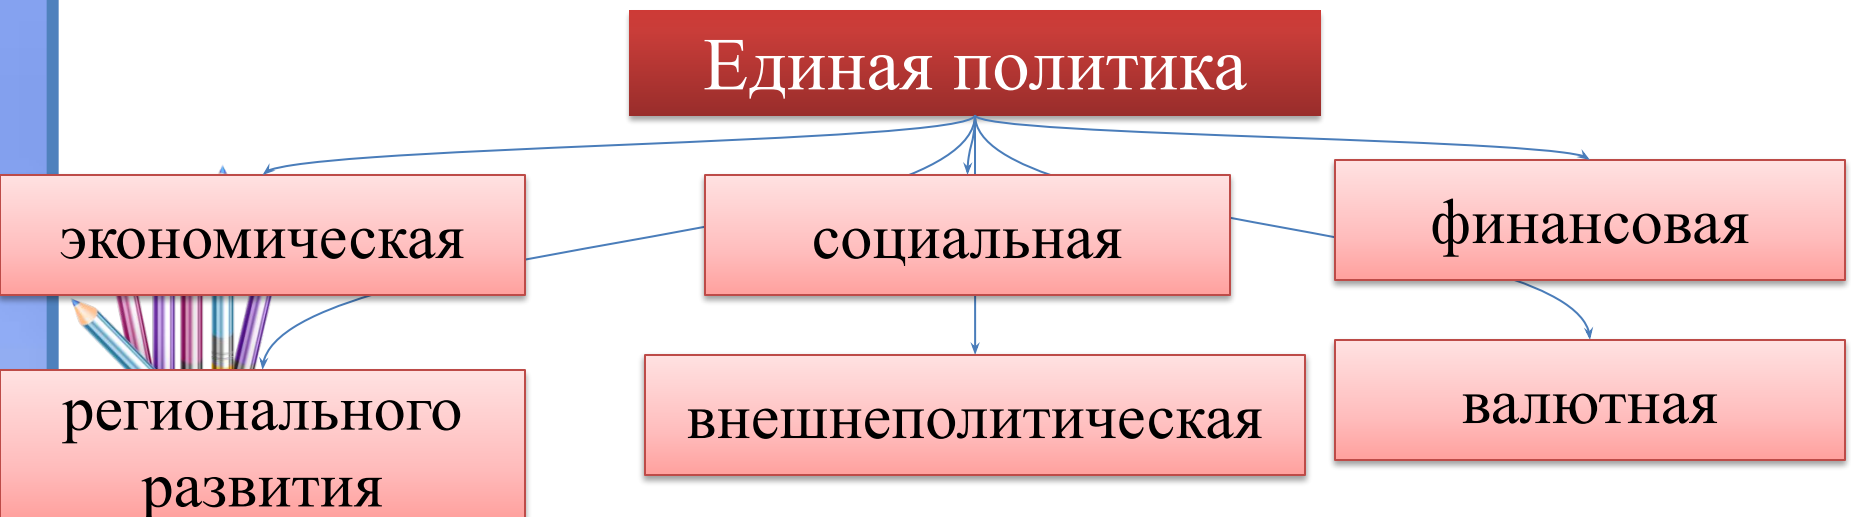 Единая политика
экономическая
социальная
финансовая
регионального
развития
внешнеполитическая
валютная